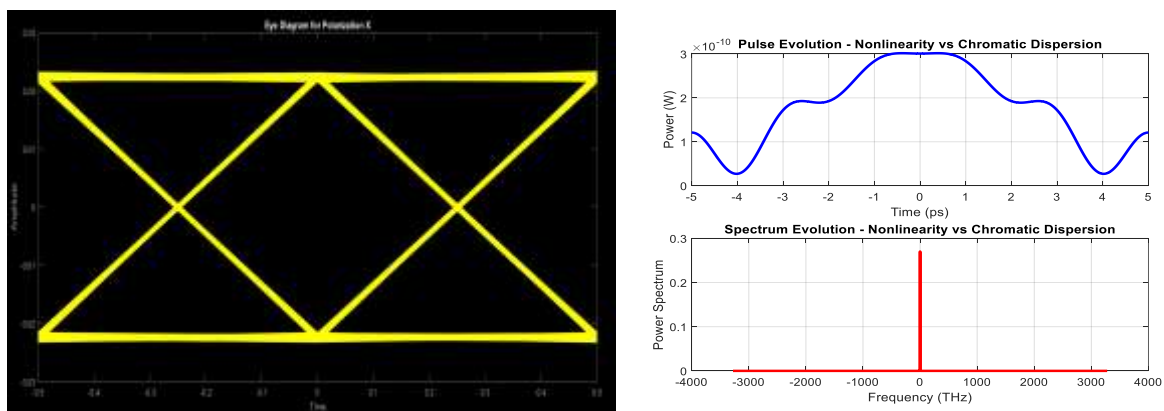 Eye Diagram for Polarization X
Time
×10⁻¹⁰
Pulse Evolution - Nonlinearity vs Chromatic Dispersion
Power (W)
3
2
1
0
-5 -4 -3 -2 -1 0 1 2 3 4 5
Time (ps)
Spectrum Evolution - Nonlinearity vs Chromatic Dispersion
Power Spectrum
0.3
0.2
0.1
0
-4000 -3000 -2000 -1000 0 1000 2000 3000 4000
Frequency (THz)